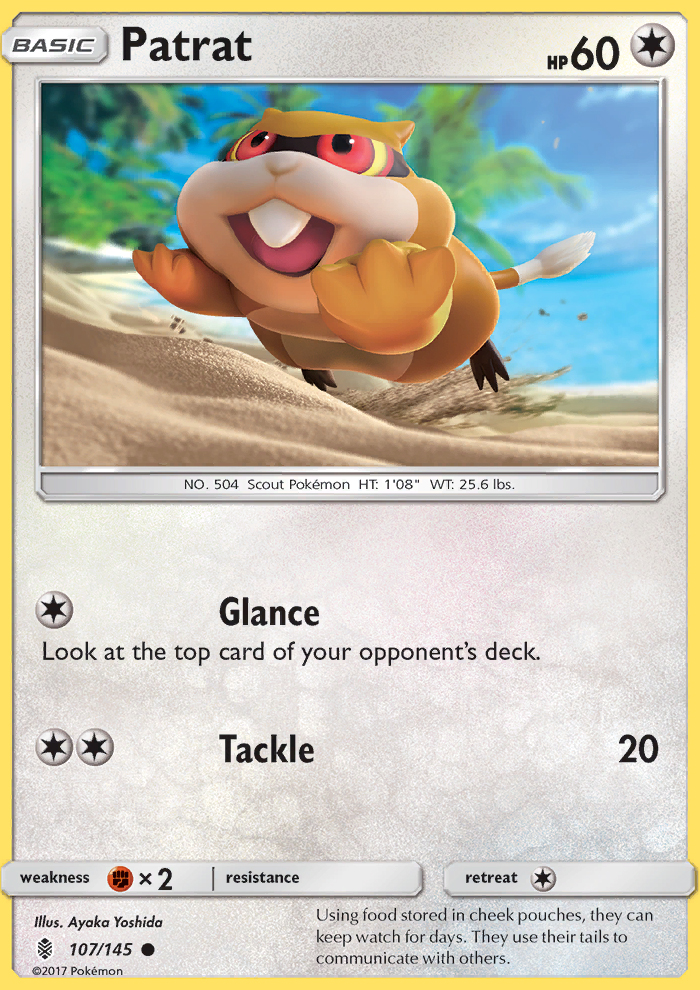 BASIC Patrat HP 60
NO. 504 Scout Pokémon HT: 1'08" WT: 25.6 lbs.
Glance
Look at the top card of your opponent's deck.
Tackle 20
weakness ×2 resistance retreat
Illus. Ayaka Yoshida
107/145
©2017 Pokémon
Using food stored in cheek pouches, they can
keep watch for days. They use their tails to
communicate with others.